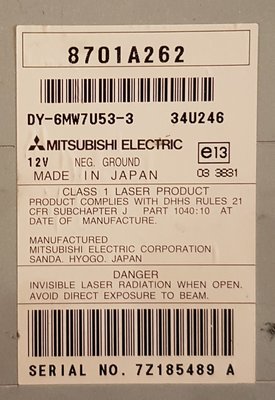 8701A262
DY-6MW7U53-3 34U246
MITSUBISHI ELECTRIC e13
12V NEG. GROUND
MADE IN JAPAN 03 3831
CLASS 1 LASER PRODUCT
PRODUCT COMPLIES WITH DHHS RULES 21
CFR SUBCHAPTER J PART 1040:10 AT
DATE OF MANUFACTURE.
MANUFACTURED
MITSUBISHI ELECTRIC CORPORATION
SANDA. HYOGO. JAPAN
DANGER
INVISIBLE LASER RADIATION WHEN OPEN.
AVOID DIRECT EXPOSURE TO BEAM.
SERIAL NO. 7Z185489 A